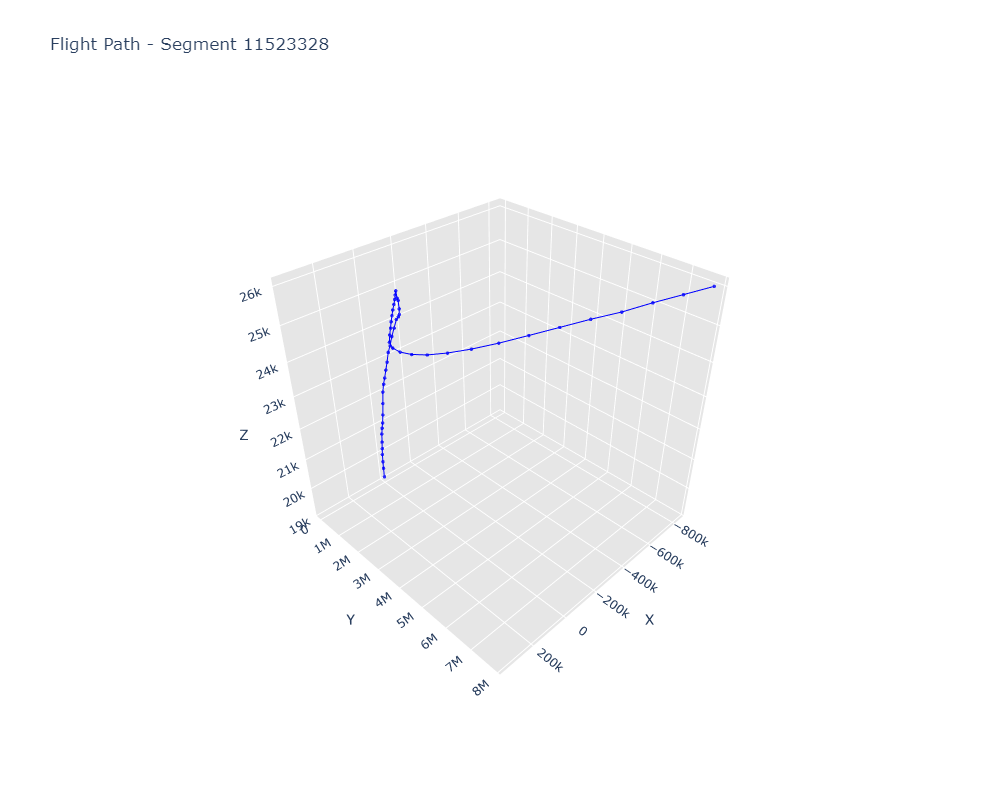 Flight Path - Segment 11523328
26k
25k
24k
23k
22k
21k
20k
19k
Z
0
1M
2M
3M
4M
5M
6M
7M
8M
Y
−800k
−600k
−400k
−200k
0
200k
X